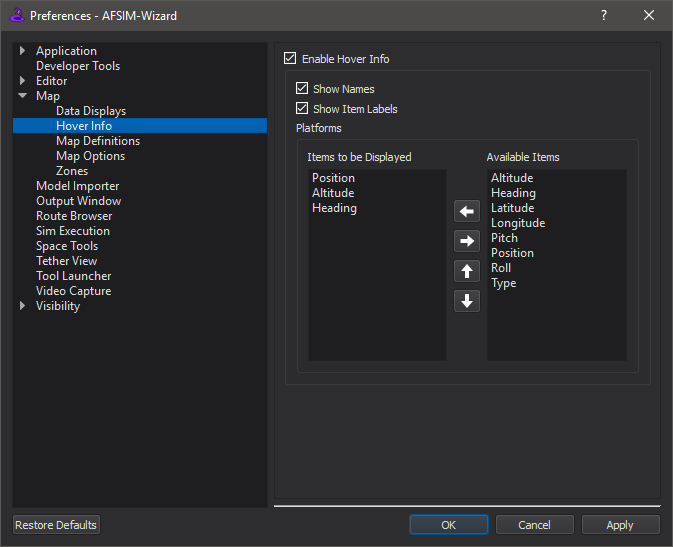 Preferences - AFSIM-Wizard
?
Application
Developer Tools
Editor
Map
Data Displays
Hover Info
Map Definitions
Map Options
Zones
Model Importer
Output Window
Route Browser
Sim Execution
Space Tools
Tether View
Tool Launcher
Video Capture
Visibility
Enable Hover Info
Show Names
Show Item Labels
Platforms
Items to be Displayed
Position
Altitude
Heading
Available Items
Altitude
Heading
Latitude
Longitude
Pitch
Position
Roll
Type
Restore Defaults
OK
Cancel
Apply